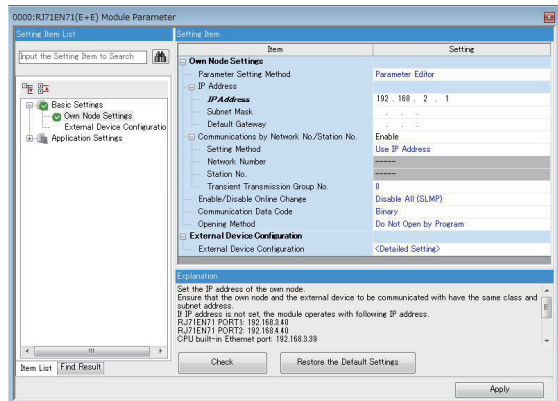 0000:RJ71EN71(E+E) Module Parameter
Setting Item List
Setting Item
Input the Setting Item to Search
Item Setting
Own Node Settings
Parameter Setting Method Parameter Editor
IP Address
IP Address 192 . 168 . 2 . 1
Subnet Mask . . .
Default Gateway . . .
Communications by Network No./Station No. Enable
Setting Method Use IP Address
Network Number -----
Station No. -----
Transient Transmission Group No. 0
Enable/Disable Online Change Disable All (SLMP)
Communication Data Code Binary
Opening Method Do Not Open by Program
External Device Configuration
External Device Configuration <Detailed Setting>
Basic Settings
Own Node Settings
External Device Configuratio
Application Settings
Explanation
Set the IP address of the own node.
Ensure that the own node and the external device to be communicated with have the same class and
subnet address.
If IP address is not set, the module operates with following IP address.
RJ71EN71 PORT1: 192.168.3.40
RJ71EN71 PORT2: 192.168.4.40
CPU built-in Ethernet port: 192.168.3.39
Item List
Find Result
Check
Restore the Default Settings
Apply